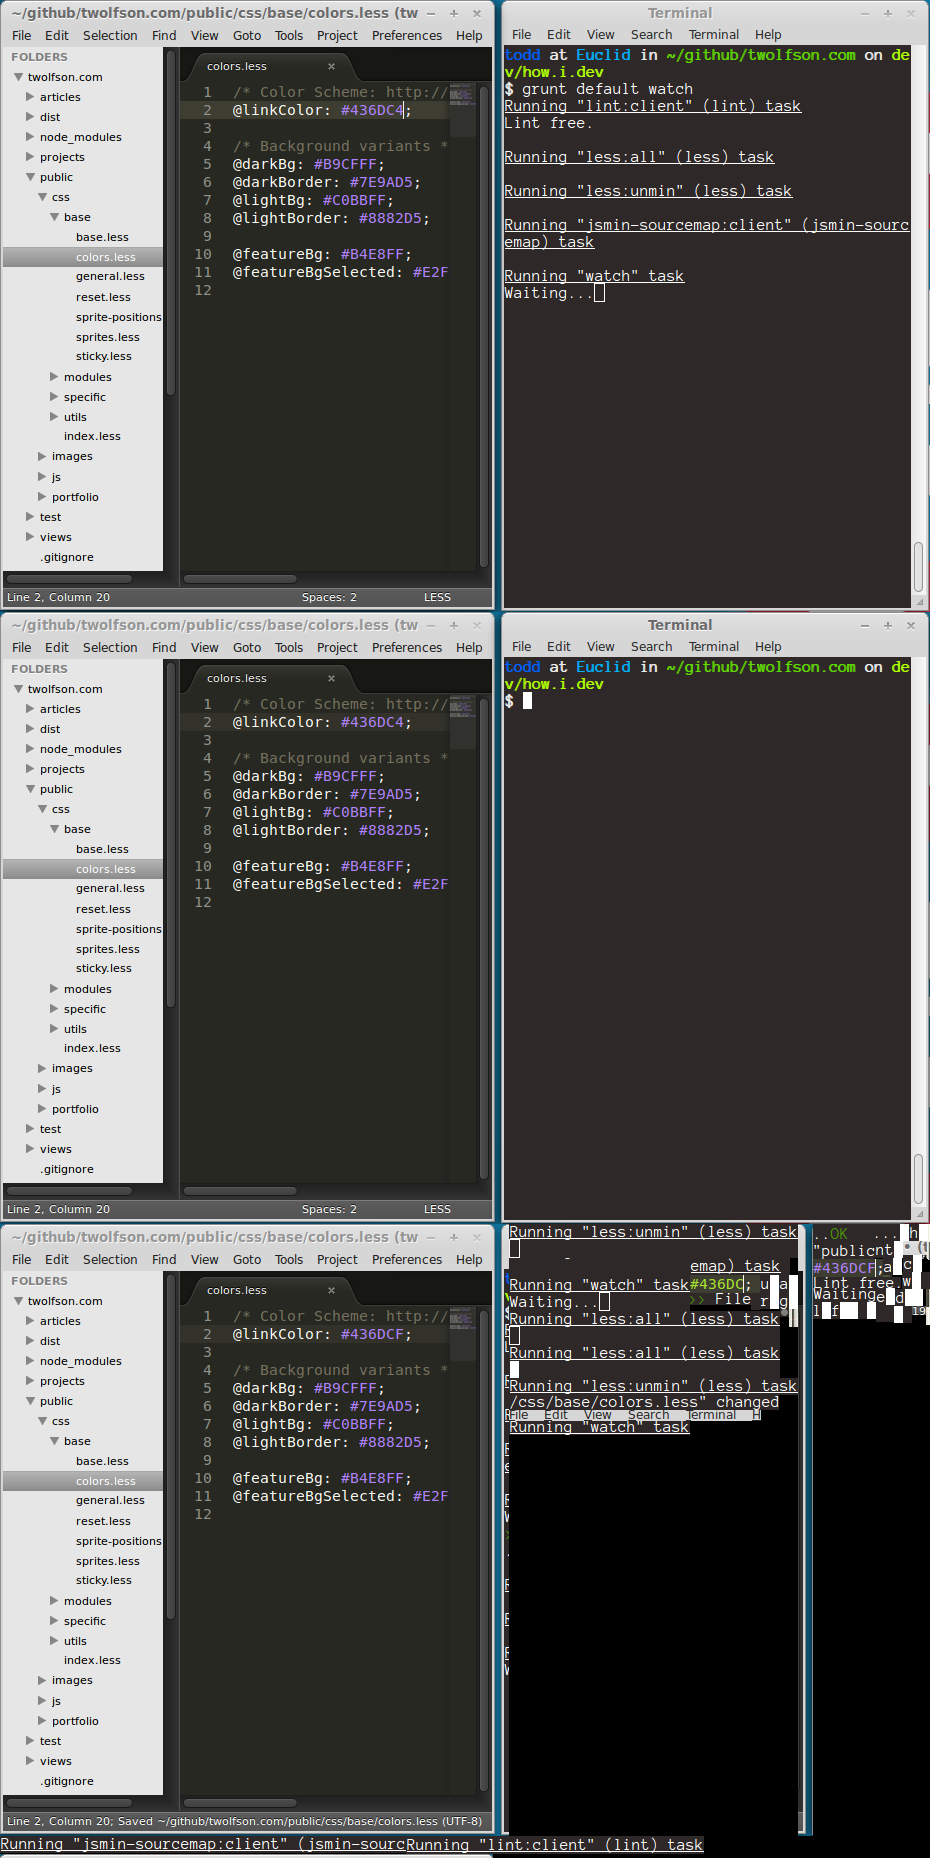 ~/github/twolfson.com/public/css/base/colors.less (tw
File Edit Selection Find View Goto Tools Project Preferences Help
FOLDERS
twolfson.com
articles
dist
node_modules
projects
public
css
base
base.less
colors.less
general.less
reset.less
sprite-positions
sprites.less
sticky.less
modules
specific
utils
index.less
images
js
portfolio
test
views
.gitignore
colors.less ×
1 /* Color Scheme: http://
2 @linkColor: #436DC4;
3
4 /* Background variants *
5 @darkBg: #B9CFFF;
6 @darkBorder: #7E9AD5;
7 @lightBg: #C0BBFF;
8 @lightBorder: #8882D5;
9
10 @featureBg: #B4E8FF;
11 @featureBgSelected: #E2F
12
Line 2, Column 20 Spaces: 2 LESS
Terminal
File Edit View Search Terminal Help
todd at Euclid in ~/github/twolfson.com on de
v/how.i.dev
$ grunt default watch
Running "lint:client" (lint) task
Lint free.
Running "less:all" (less) task
Running "less:unmin" (less) task
Running "jsmin-sourcemap:client" (jsmin-sourc
emap) task
Running "watch" task
Waiting...
~/github/twolfson.com/public/css/base/colors.less (tw
File Edit Selection Find View Goto Tools Project Preferences Help
FOLDERS
twolfson.com
articles
dist
node_modules
projects
public
css
base
base.less
colors.less
general.less
reset.less
sprite-positions
sprites.less
sticky.less
modules
specific
utils
index.less
images
js
portfolio
test
views
.gitignore
colors.less ×
1 /* Color Scheme: http://
2 @linkColor: #436DC4;
3
4 /* Background variants *
5 @darkBg: #B9CFFF;
6 @darkBorder: #7E9AD5;
7 @lightBg: #C0BBFF;
8 @lightBorder: #8882D5;
9
10 @featureBg: #B4E8FF;
11 @featureBgSelected: #E2F
12
Line 2, Column 20 Spaces: 2 LESS
Terminal
File Edit View Search Terminal Help
todd at Euclid in ~/github/twolfson.com on de
v/how.i.dev
$
~/github/twolfson.com/public/css/base/colors.less (tw
File Edit Selection Find View Goto Tools Project Preferences Help
FOLDERS
twolfson.com
articles
dist
node_modules
projects
public
css
base
base.less
colors.less
general.less
reset.less
sprite-positions
sprites.less
sticky.less
modules
specific
utils
index.less
images
js
portfolio
test
views
.gitignore
colors.less ×
1 /* Color Scheme: http://
2 @linkColor: #436DCF;
3
4 /* Background variants *
5 @darkBg: #B9CFFF;
6 @darkBorder: #7E9AD5;
7 @lightBg: #C0BBFF;
8 @lightBorder: #8882D5;
9
10 @featureBg: #B4E8FF;
11 @featureBgSelected: #E2F
12
Line 2, Column 20; Saved ~/github/twolfson.com/public/css/base/colors.less (UTF-8)
Running "less:unmin" (less) task
emap) task
Running "watch" task #436DC;
Waiting... >> File
Running "less:all" (less) task
Running "less:all" (less) task
Running "less:unmin" (less) task
/css/base/colors.less" changed
File Edit View Search Terminal H
Running "watch" task
..OK ...
"public
#436DCF;
Lint free.
Waiting
Running "jsmin-sourcemap:client" (jsmin-sourc
Running "lint:client" (lint) task